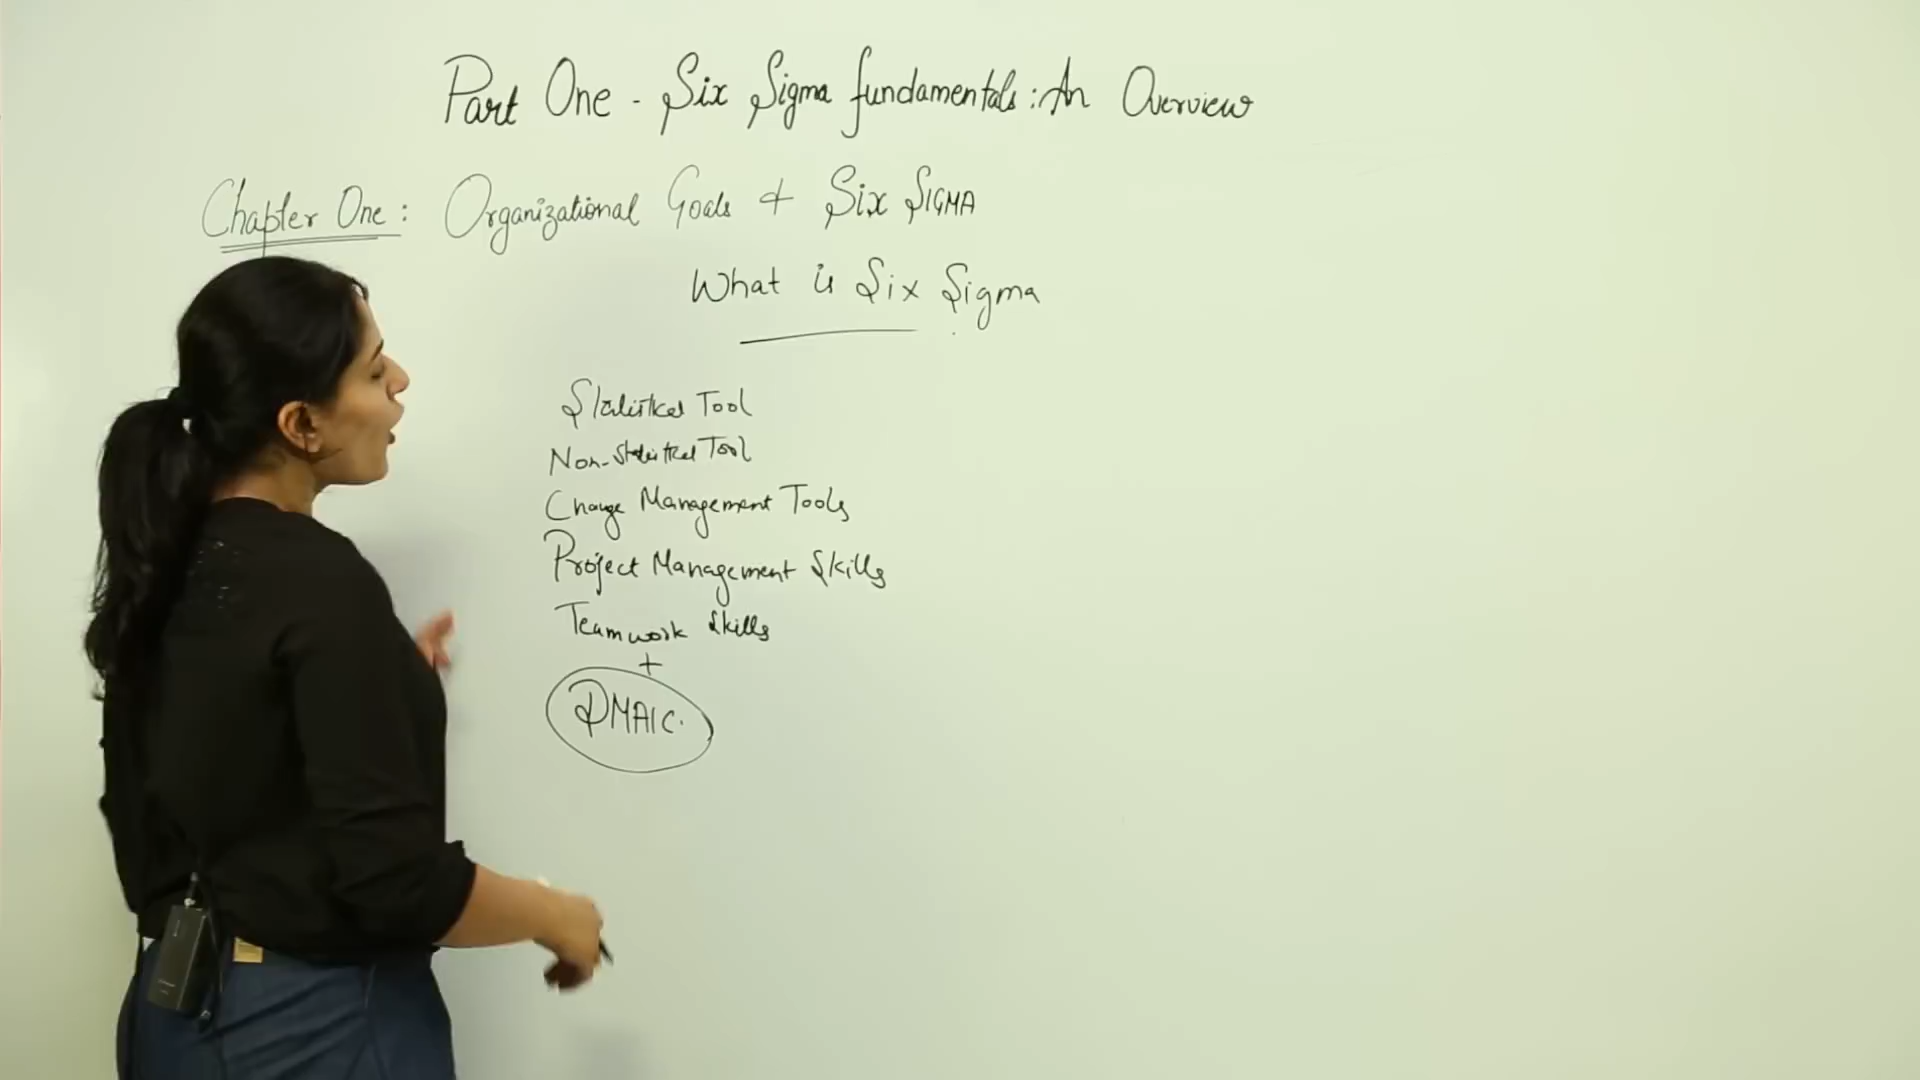 Part One - Six Sigma fundamentals: An Overview
Chapter One: Organizational Goals & Six SIGMA
What is Six Sigma
Statistical Tool
Non-Statistical Tool
Change Management Tools
Project Management Skills
Teamwork Skills
+
DMAIC.